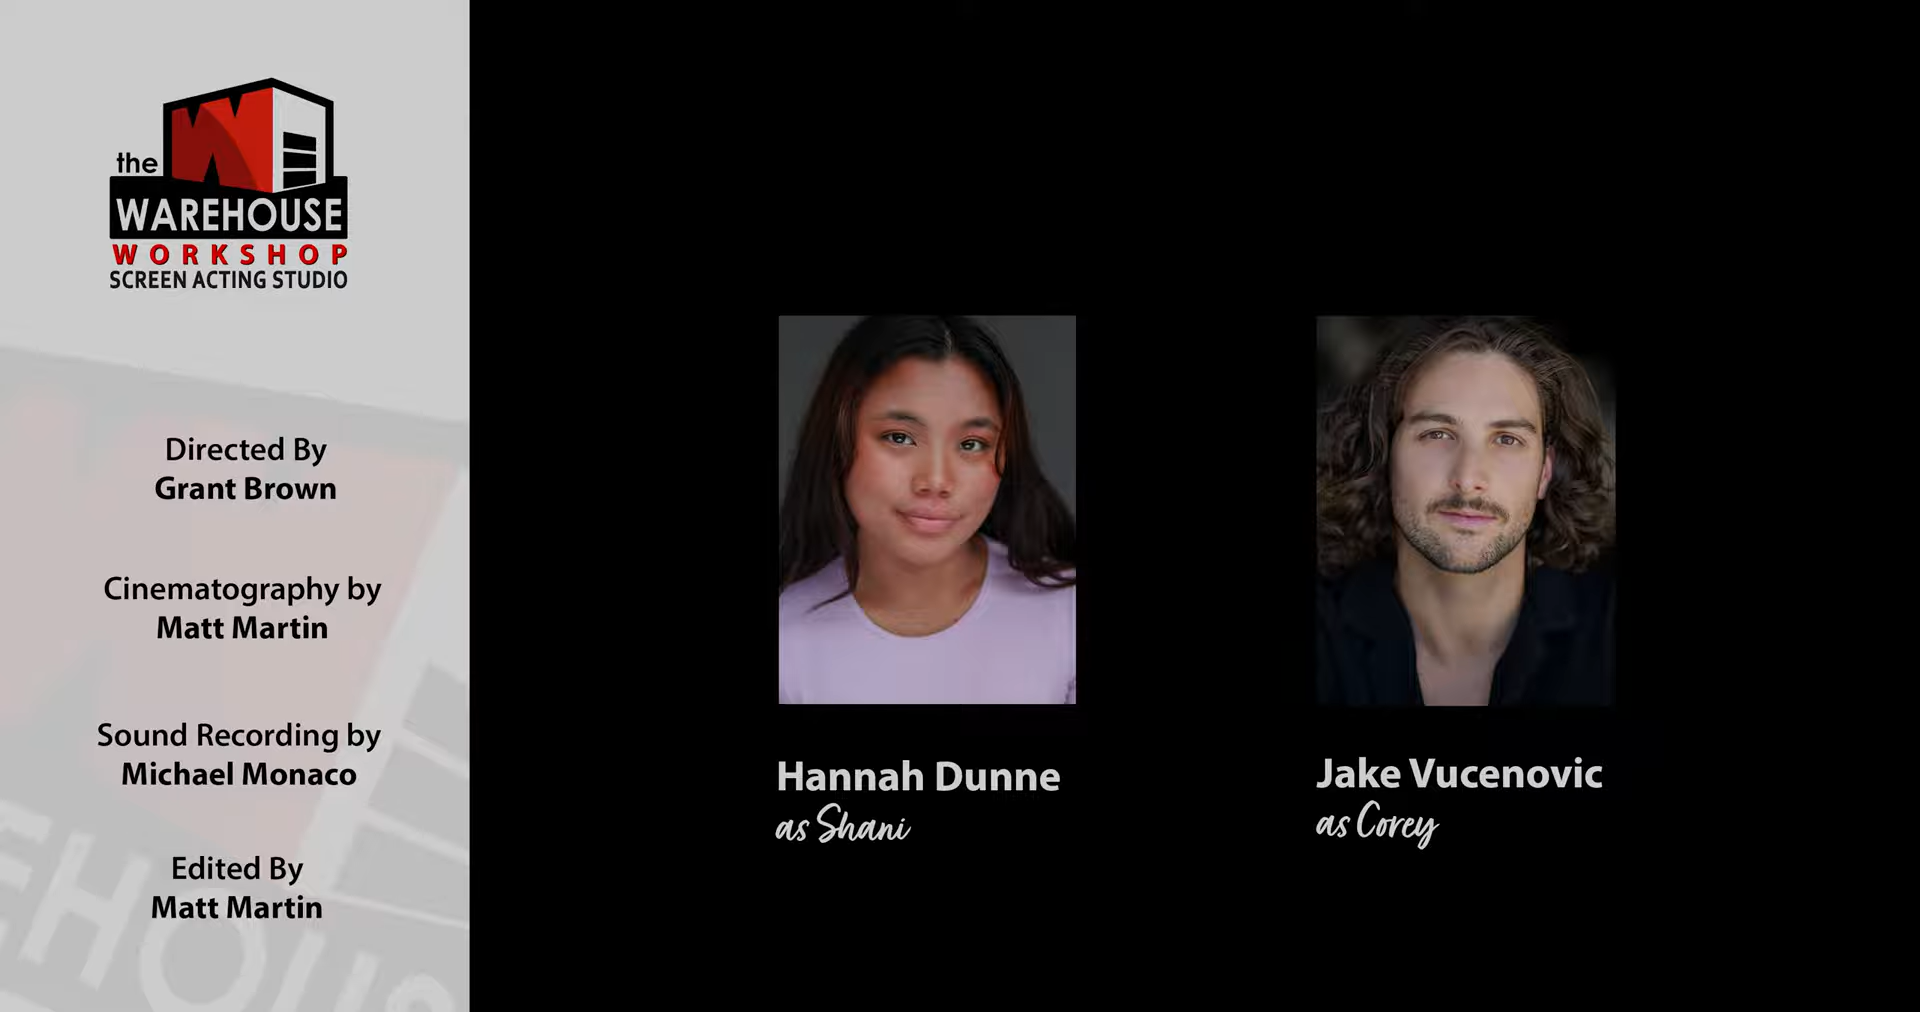 the
WAREHOUSE
WORKSHOP
SCREEN ACTING STUDIO
Directed By
Grant Brown
Cinematography by
Matt Martin
Sound Recording by
Michael Monaco
Edited By
Matt Martin
Hannah Dunne
as Shani
Jake Vucenovic
as Corey